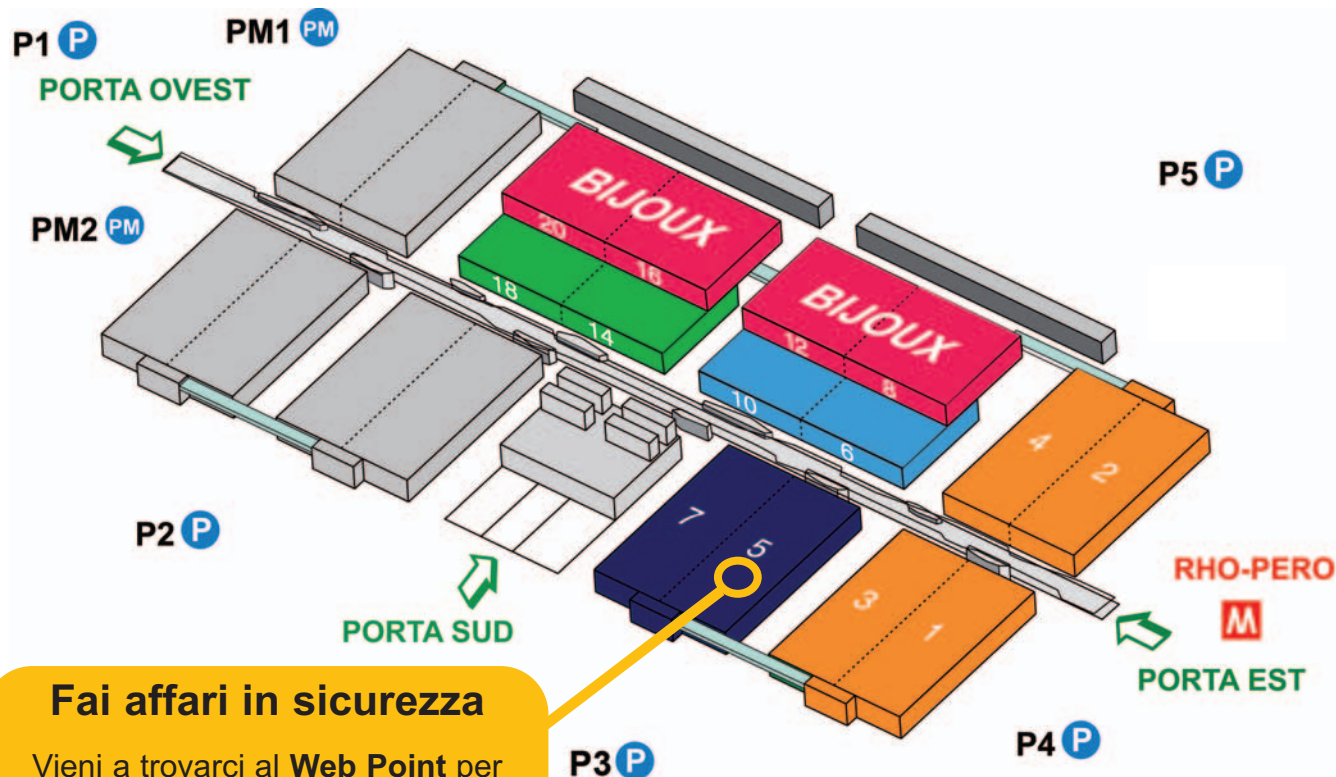 P1 P
PM1 PM
PORTA OVEST
P5 P
PM2 PM
BIJOUX
20
16
18
14
BIJOUX
12
8
10
6
4
2
7
5
3
1
P2 P
PORTA SUD
RHO-PERO
M
PORTA EST
Fai affari in sicurezza
Vieni a trovarci al Web Point per
P3 P
P4 P